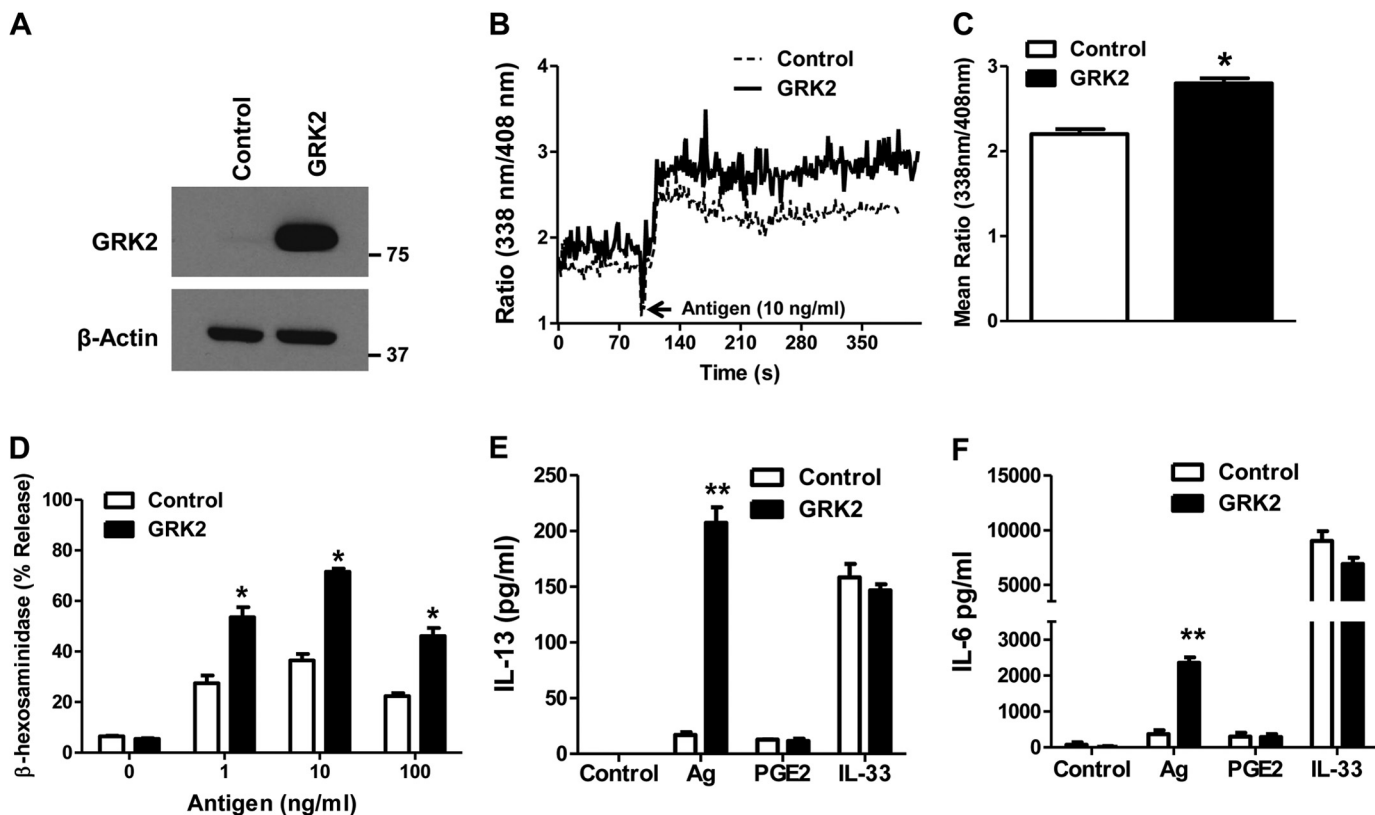 A
Control
GRK2
GRK2
75
β-Actin
37
B
Control
GRK2
Ratio (338 nm/408 nm)
4
3
2
1
Antigen (10 ng/ml)
0 70 140 210 280 350
Time (s)
C
Control
GRK2
Mean Ratio (338nm/408nm)
3
2
1
0
*
D
β-hexosaminidase (% Release)
100
80
60
40
20
0
Control
GRK2
* * *
0 1 10 100
Antigen (ng/ml)
E
IL-13 (pg/ml)
250
200
150
100
50
0
Control
GRK2
**
Control Ag PGE2 IL-33
F
IL-6 pg/ml
15000
10000
5000
3000
2000
1000
0
Control
GRK2
**
Control Ag PGE2 IL-33